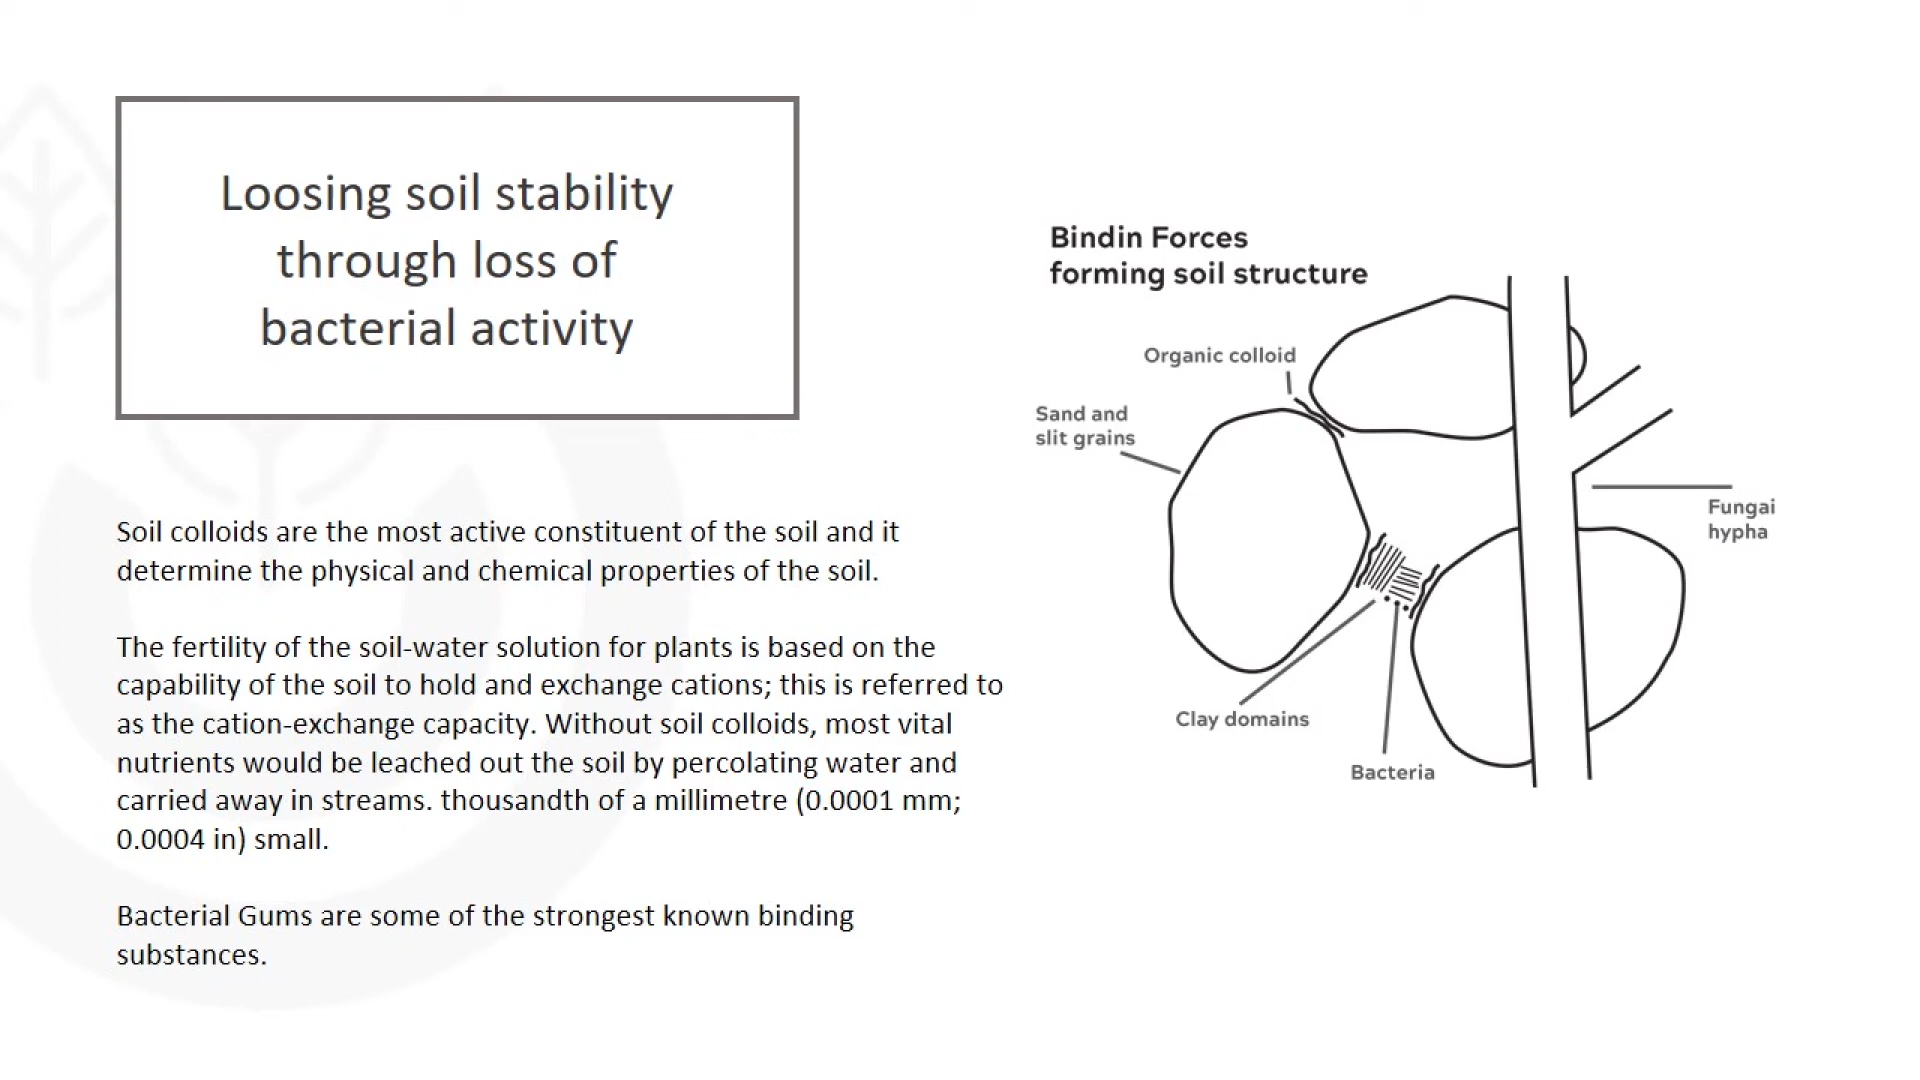 Loosing soil stability
through loss of
bacterial activity
Soil colloids are the most active constituent of the soil and it
determine the physical and chemical properties of the soil.
The fertility of the soil-water solution for plants is based on the
capability of the soil to hold and exchange cations; this is referred to
as the cation-exchange capacity. Without soil colloids, most vital
nutrients would be leached out the soil by percolating water and
carried away in streams. thousandth of a millimetre (0.0001 mm;
0.0004 in) small.
Bacterial Gums are some of the strongest known binding
substances.
Bindin Forces
forming soil structure
Organic colloid
Sand and
slit grains
Fungai
hypha
Clay domains
Bacteria